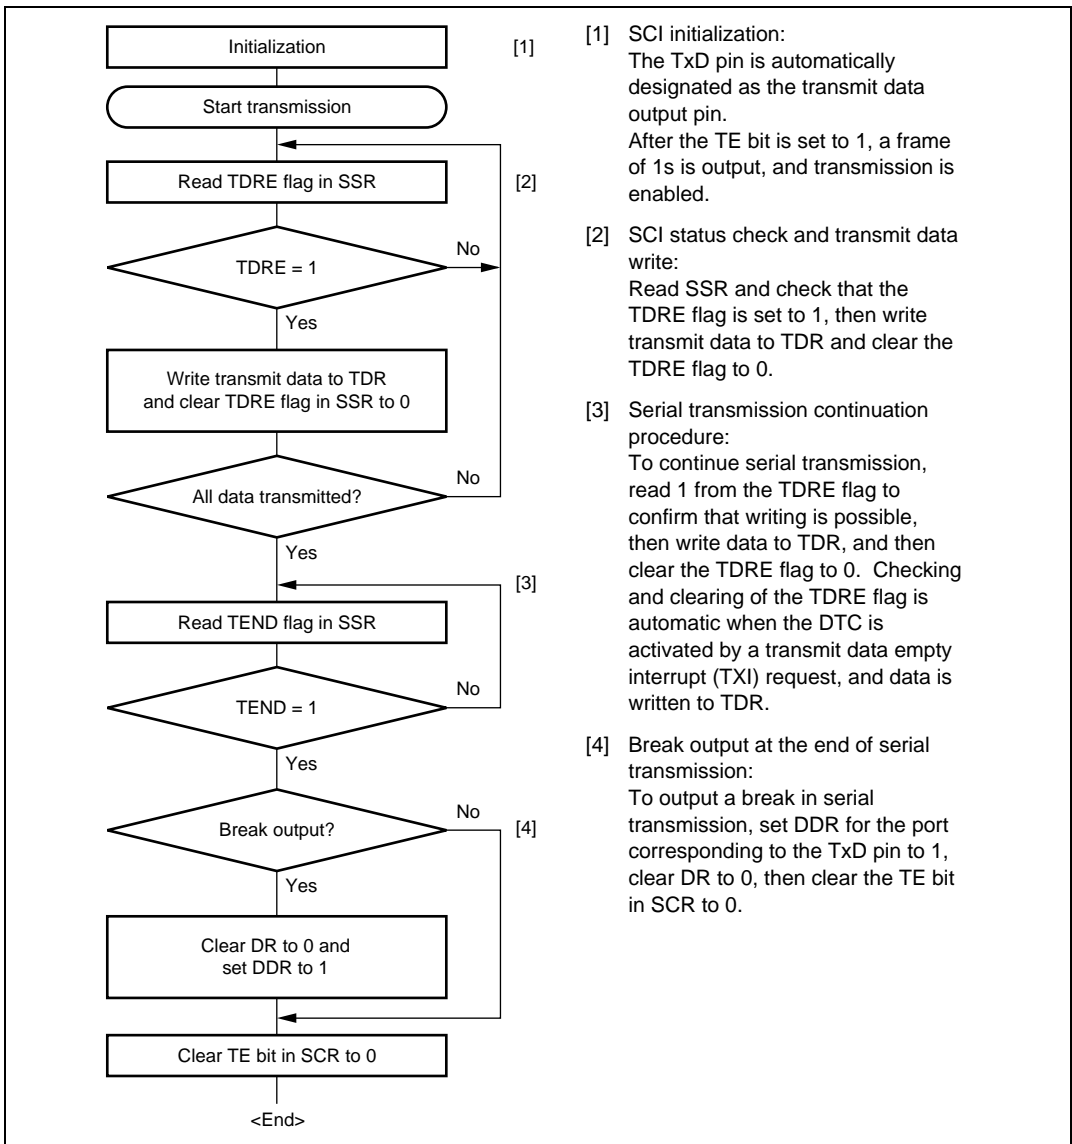 Initialization
[1]
Start transmission
Read TDRE flag in SSR
[2]
TDRE = 1
No
Yes
Write transmit data to TDR
and clear TDRE flag in SSR to 0
All data transmitted?
No
Yes
[3]
Read TEND flag in SSR
TEND = 1
No
Yes
Break output?
No
[4]
Yes
Clear DR to 0 and
set DDR to 1
Clear TE bit in SCR to 0
<End>
[1] SCI initialization:
The TxD pin is automatically
designated as the transmit data
output pin.
After the TE bit is set to 1, a frame
of 1s is output, and transmission is
enabled.
[2] SCI status check and transmit data
write:
Read SSR and check that the
TDRE flag is set to 1, then write
transmit data to TDR and clear the
TDRE flag to 0.
[3] Serial transmission continuation
procedure:
To continue serial transmission,
read 1 from the TDRE flag to
confirm that writing is possible,
then write data to TDR, and then
clear the TDRE flag to 0. Checking
and clearing of the TDRE flag is
automatic when the DTC is
activated by a transmit data empty
interrupt (TXI) request, and data is
written to TDR.
[4] Break output at the end of serial
transmission:
To output a break in serial
transmission, set DDR for the port
corresponding to the TxD pin to 1,
clear DR to 0, then clear the TE bit
in SCR to 0.